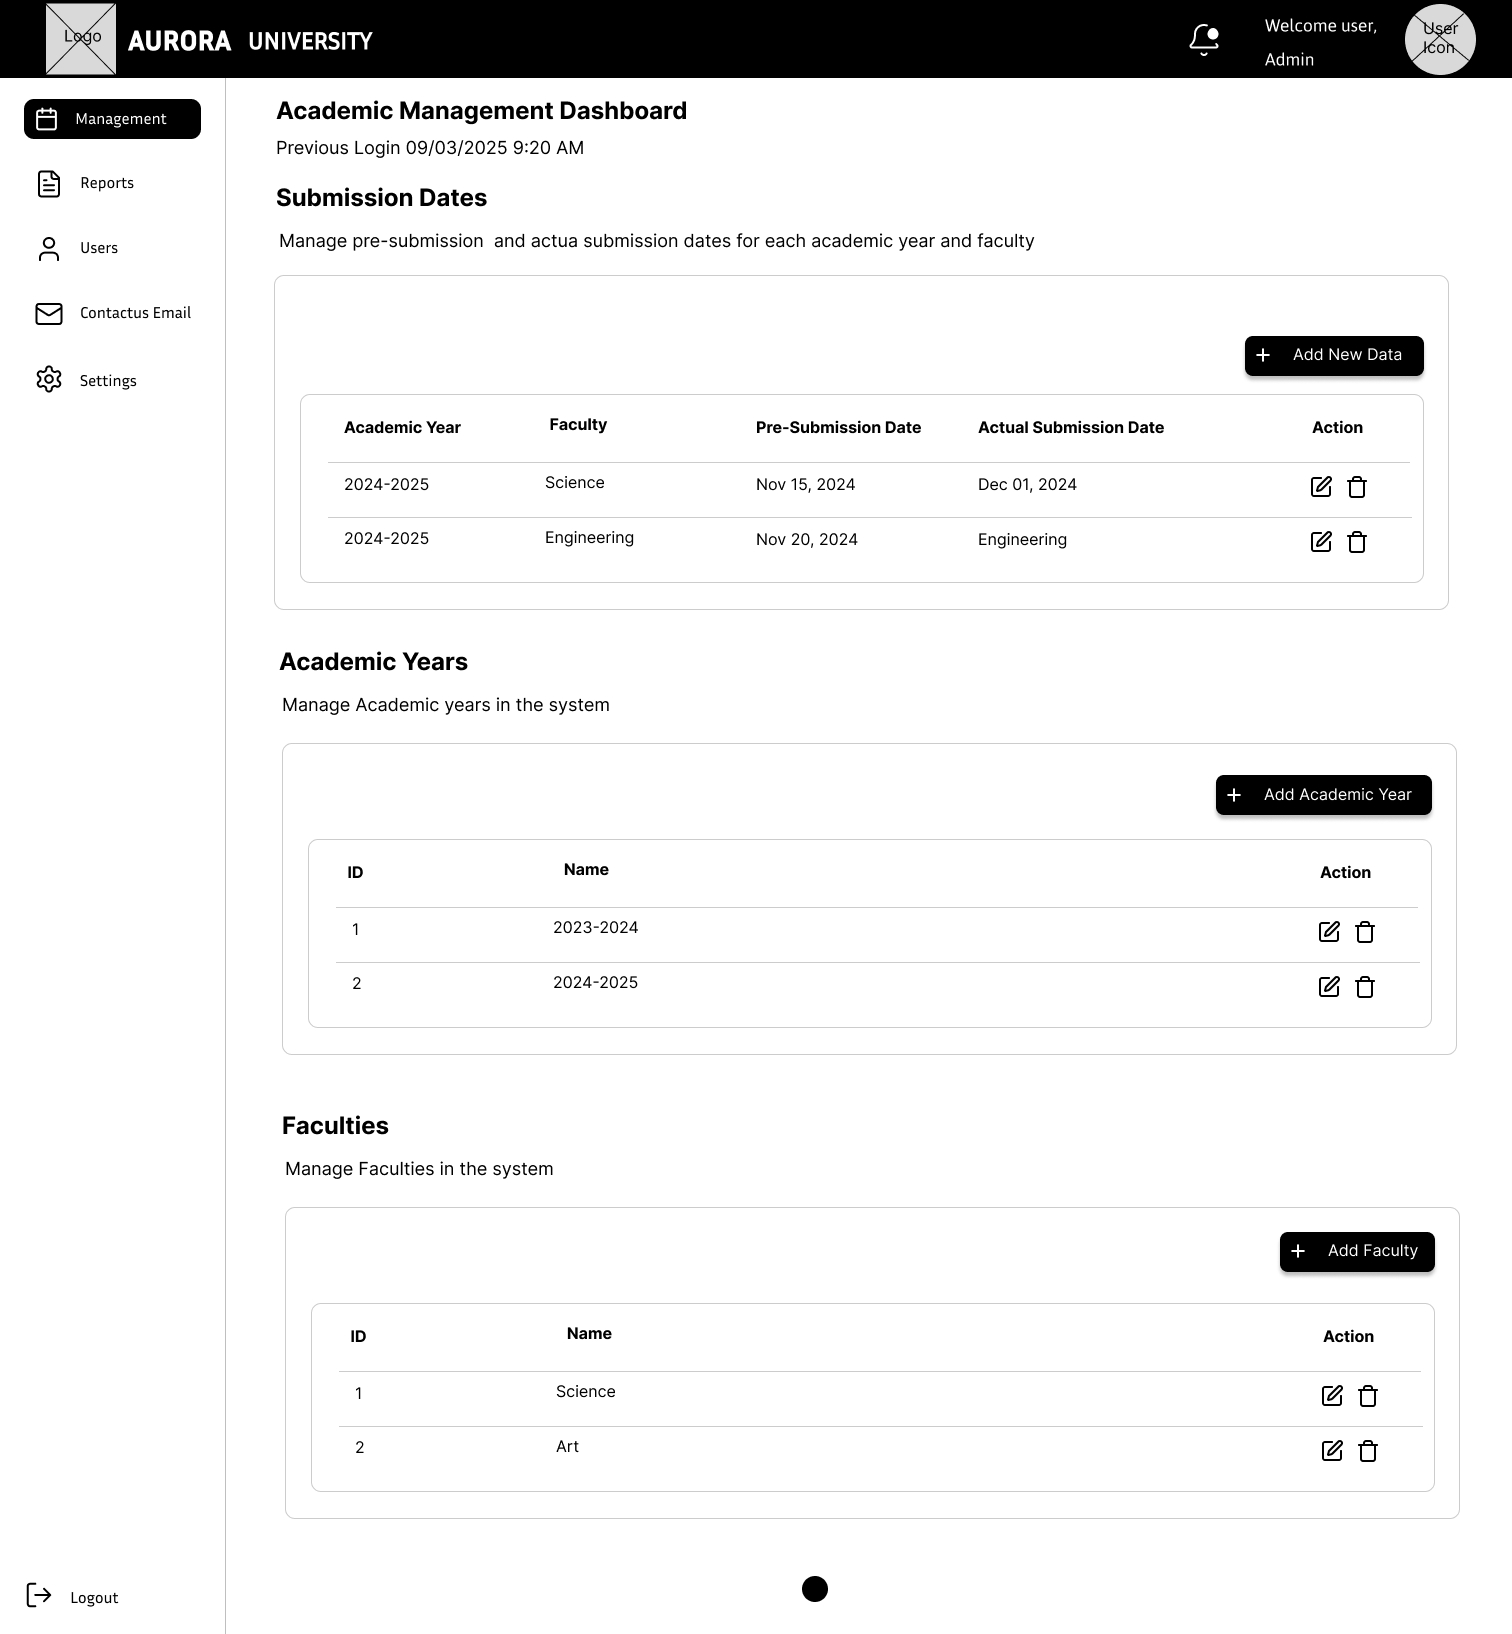 Logo AURORA UNIVERSITY
Welcome user,
Admin
User
Icon
Management
Reports
Users
Contactus Email
Settings
Logout
Academic Management Dashboard
Previous Login 09/03/2025 9:20 AM
Submission Dates
Manage pre-submission  and actua submission dates for each academic year and faculty
Add New Data
Academic Year Faculty Pre-Submission Date Actual Submission Date Action
2024-2025 Science Nov 15, 2024 Dec 01, 2024
2024-2025 Engineering Nov 20, 2024 Engineering
Academic Years
Manage Academic years in the system
Add Academic Year
ID Name Action
1 2023-2024
2 2024-2025
Faculties
Manage Faculties in the system
Add Faculty
ID Name Action
1 Science
2 Art